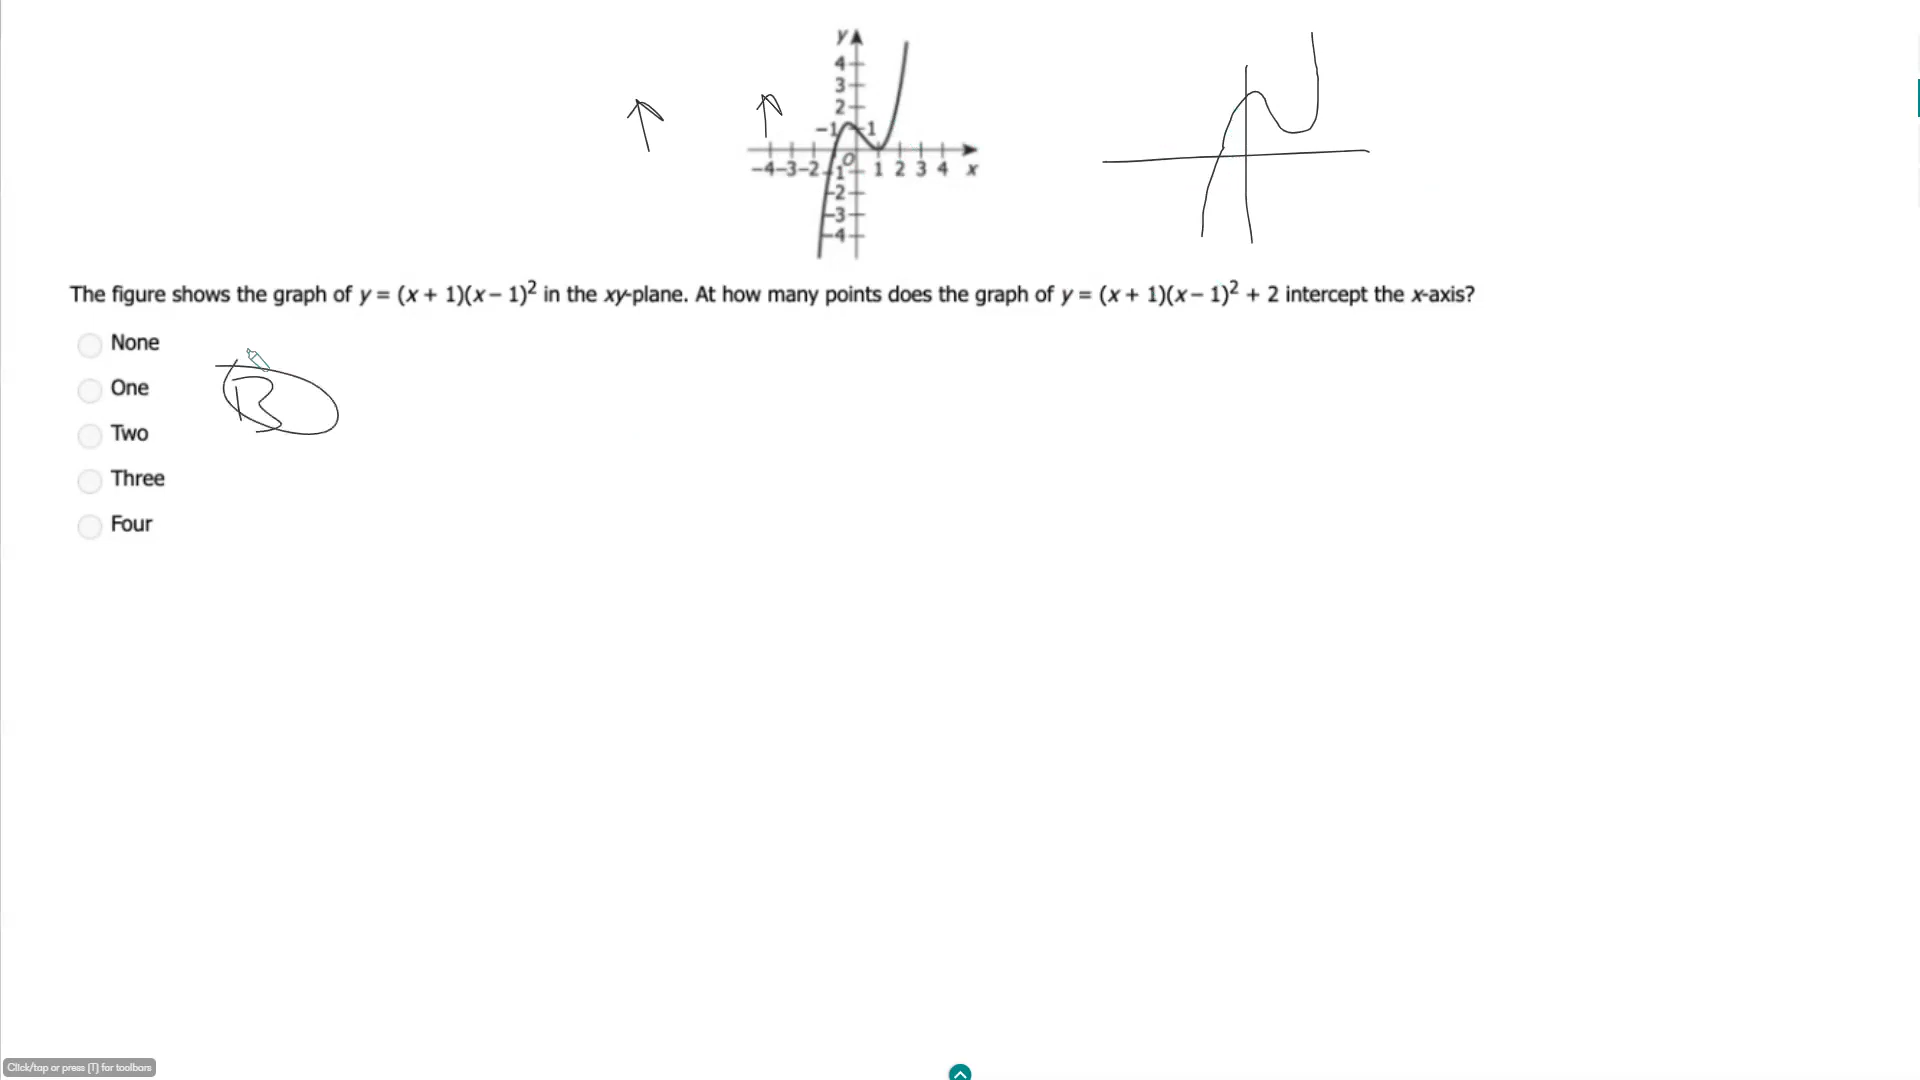 y
4
3
2
-1 1
O
-4 -3 -2 -1 1 2 3 4 x
-2
-3
-4
The figure shows the graph of y = (x + 1)(x – 1)² in the xy-plane. At how many points does the graph of y = (x + 1)(x – 1)² + 2 intercept the x-axis?
None
One
B
Two
Three
Four
Click/tap or press [T] for toolbars